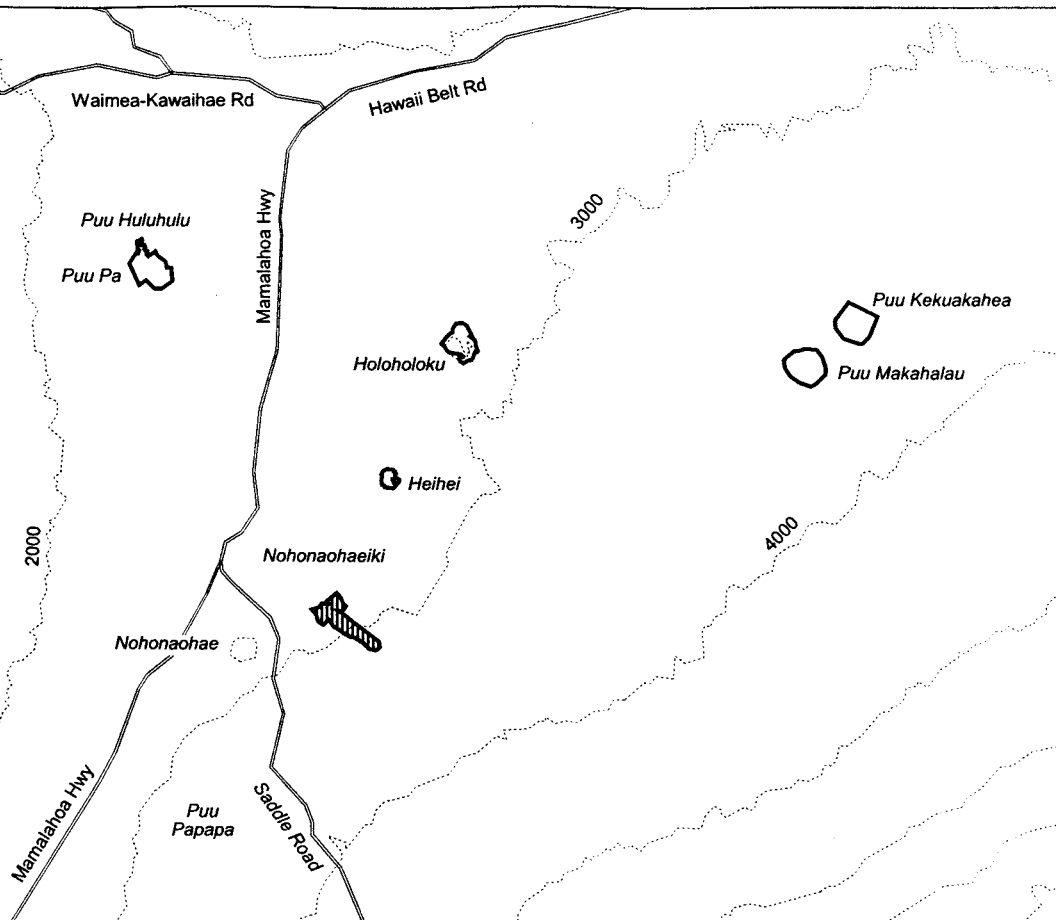 Waimea-Kawaihae Rd
Hawaii Belt Rd
Mamalahoa Hwy
3000
Puu Huluhulu
Puu Pa
Puu Kekuakahea
Holoholoku
Puu Makahalau
Heihei
2000
4000
Nohonaohaeiki
Nohonaohae
Mamalahoa Hwy
Puu
Papapa
Saddle Road